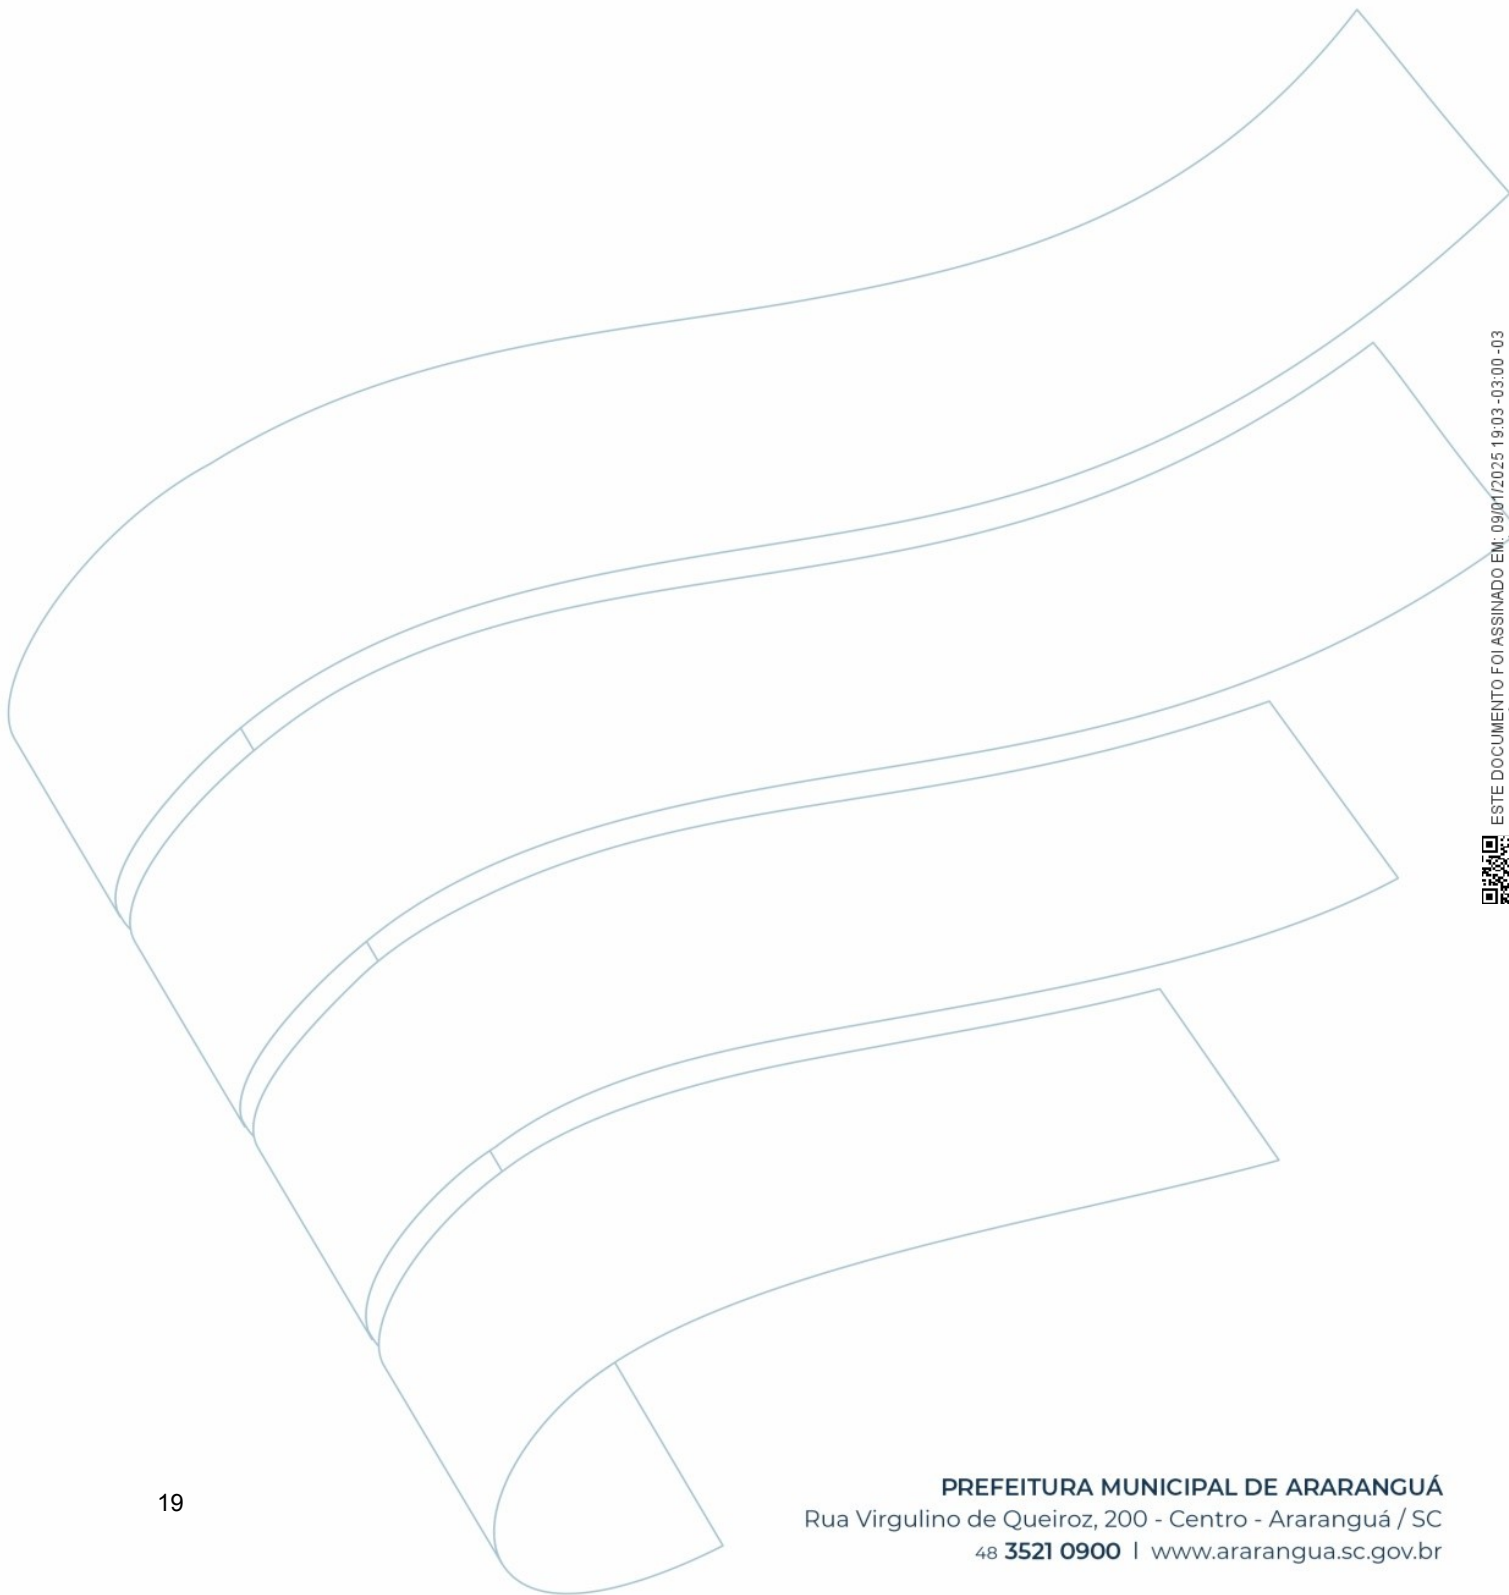 ESTE DOCUMENTO FOI ASSINADO EM: 09/01/2025 19:03 -03:00 -03
19
PREFEITURA MUNICIPAL DE ARARANGUÁ
Rua Virgulino de Queiroz, 200 - Centro - Araranguá / SC
48 3521 0900 | www.ararangua.sc.gov.br